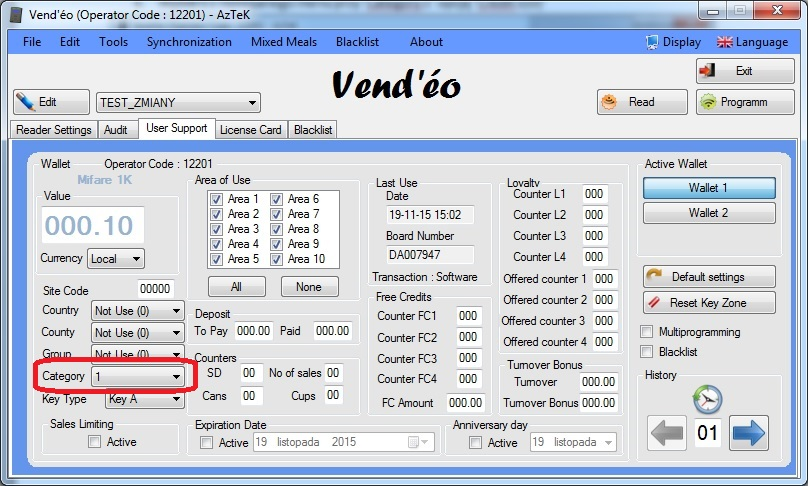 Vend'éo (Operator Code : 12201) - AzTeK
File Edit Tools Synchronization Mixed Meals Blacklist About Display Language
Vend'éo
Exit
Edit TEST_ZMIANY Read Programm
Reader Settings Audit User Support License Card Blacklist
Wallet Operator Code : 12201
Mifare 1K
Value
000.10
Currency Local
Site Code 00000
Country Not Use (0)
County Not Use (0)
Group Not Use (0)
Category 1
Key Type Key A
Sales Limiting
Active
Area of Use
Area 1 Area 6
Area 2 Area 7
Area 3 Area 8
Area 4 Area 9
Area 5 Area 10
All None
Deposit
To Pay 000.00 Paid 000.00
Counters
SD 00 No of sales 00
Cans 00 Cups 00
Expiration Date
Active 19 listopada 2015
Last Use
Date
19-11-15 15:02
Board Number
DA007947
Transaction : Software
Free Credits
Counter FC1 000
Counter FC2 000
Counter FC3 000
Counter FC4 000
FC Amount 000.00
Loyalty
Counter L1 000
Counter L2 000
Counter L3 000
Counter L4 000
Offered counter 1 000
Offered counter 2 000
Offered counter 3 000
Offered counter 4 000
Turnover Bonus
Turnover 000.00
Turnover Bonus 000.00
Anniversary day
Active 19 listopada
Active Wallet
Wallet 1
Wallet 2
Default settings
Reset Key Zone
Multiprogramming
Blacklist
History
01